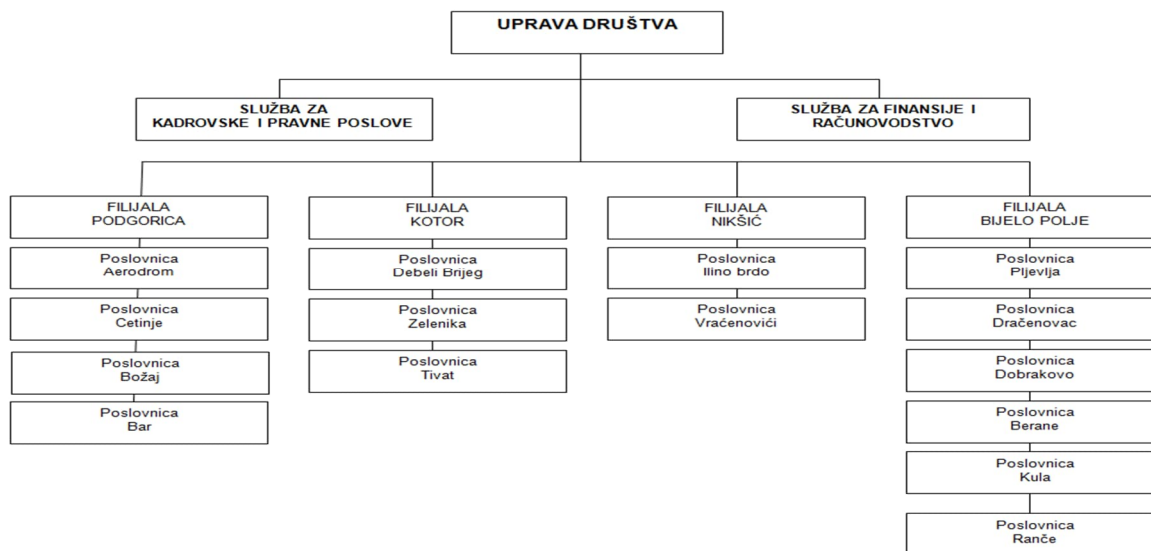 UPRAVA DRUŠTVA
SLUŽBA ZA
KADROVSKE I PRAVNE POSLOVE
SLUŽBA ZA FINANSIJE I
RAČUNOVODSTVO
FILIJALA
PODGORICA
Poslovnica
Aerodrom
Poslovnica
Cetinje
Poslovnica
Božaj
Poslovnica
Bar
FILIJALA
KOTOR
Poslovnica
Debeli Brijeg
Poslovnica
Zelenika
Poslovnica
Tivat
FILIJALA
NIKŠIĆ
Poslovnica
Ilino brdo
Poslovnica
Vraćenovići
FILIJALA
BIJELO POLJE
Poslovnica
Pljevlja
Poslovnica
Dračenovac
Poslovnica
Dobrakovo
Poslovnica
Berane
Poslovnica
Kula
Poslovnica
Ranče